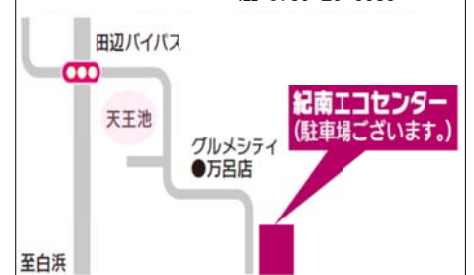 田辺バイパス
天王池
紀南エコセンター
(駐車場ございます。)
グルメシティ
●万呂店
至白浜